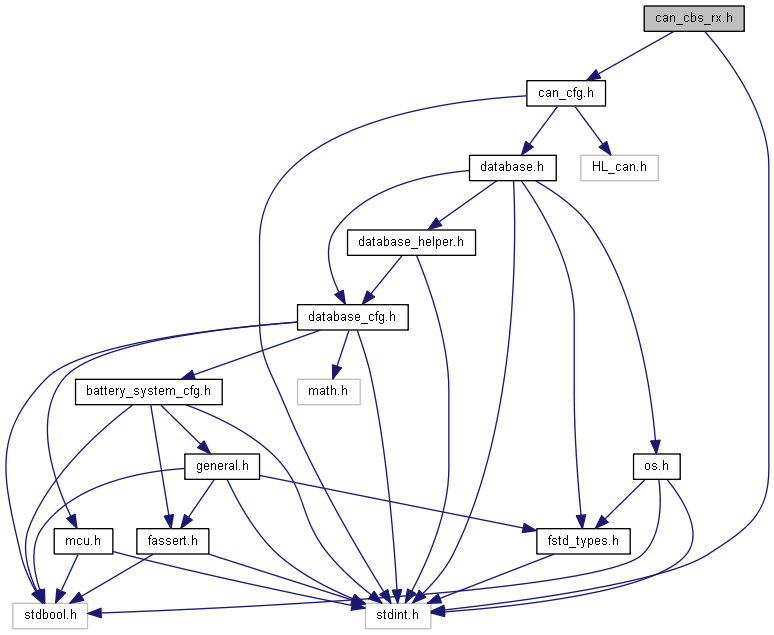 can_cbs_rx.h
can_cfg.h
database.h
HL_can.h
database_helper.h
database_cfg.h
battery_system_cfg.h
math.h
general.h
os.h
mcu.h
fassert.h
fstd_types.h
stdbool.h
stdint.h